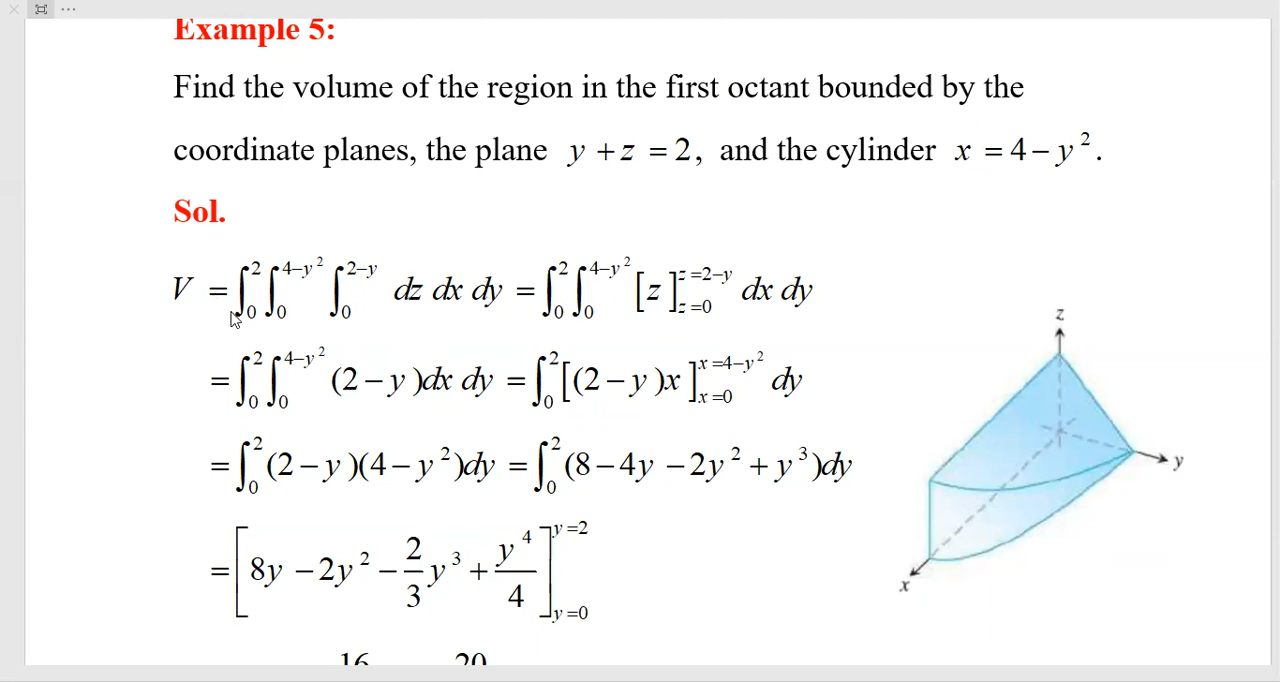 Example 5:
Find the volume of the region in the first octant bounded by the
coordinate planes, the plane y + z = 2, and the cylinder x = 4 − y².
Sol.
V = ∫₀² ∫₀^(4−y²) ∫₀^(2−y) dz dx dy = ∫₀² ∫₀^(4−y²) [z]_(z=0)^(z=2−y) dx dy
= ∫₀² ∫₀^(4−y²) (2 − y)dx dy = ∫₀² [(2 − y)x]_(x=0)^(x=4−y²) dy
= ∫₀² (2 − y)(4 − y²)dy = ∫₀² (8 − 4y − 2y² + y³)dy
= [8y − 2y² − 2/3 y³ + y⁴/4]_(y=0)^(y=2)
16 20
z
y
x